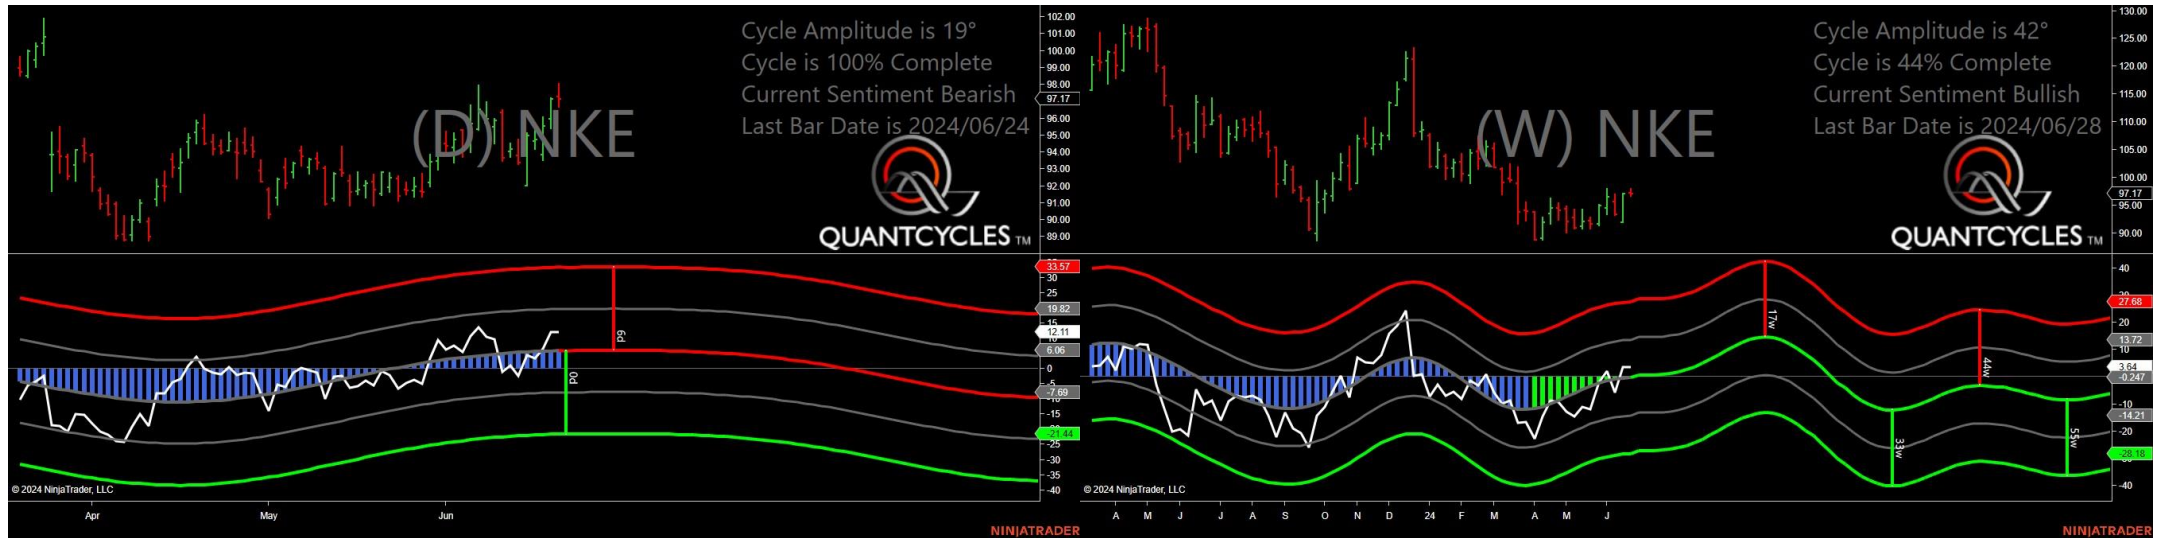 Cycle Amplitude is 19°
Cycle is 100% Complete
Current Sentiment Bearish
Last Bar Date is 2024/06/24
(D) NKE
QUANTCYCLES TM
102.00
101.00
100.00
99.00
98.00
97.17
96.00
95.00
94.00
93.00
92.00
91.00
90.00
89.00
33.57
30
25
19.82
15
12.11
6.06
0
-5
-7.69
-10
-15
-21.44
-25
-30
-35
-40
6d
0d
© 2024 NinjaTrader, LLC
Apr
May
Jun
NINJATRADER
Cycle Amplitude is 42°
Cycle is 44% Complete
Current Sentiment Bullish
Last Bar Date is 2024/06/28
(W) NKE
QUANTCYCLES TM
130.00
125.00
120.00
115.00
110.00
105.00
100.00
97.17
95.00
90.00
40
27.68
20
13.72
10
3.64
-0.247
-10
-14.21
-20
-28.18
-40
17w
44w
33w
55w
© 2024 NinjaTrader, LLC
A M J J A S O N D 24 F M A M J
NINJATRADER